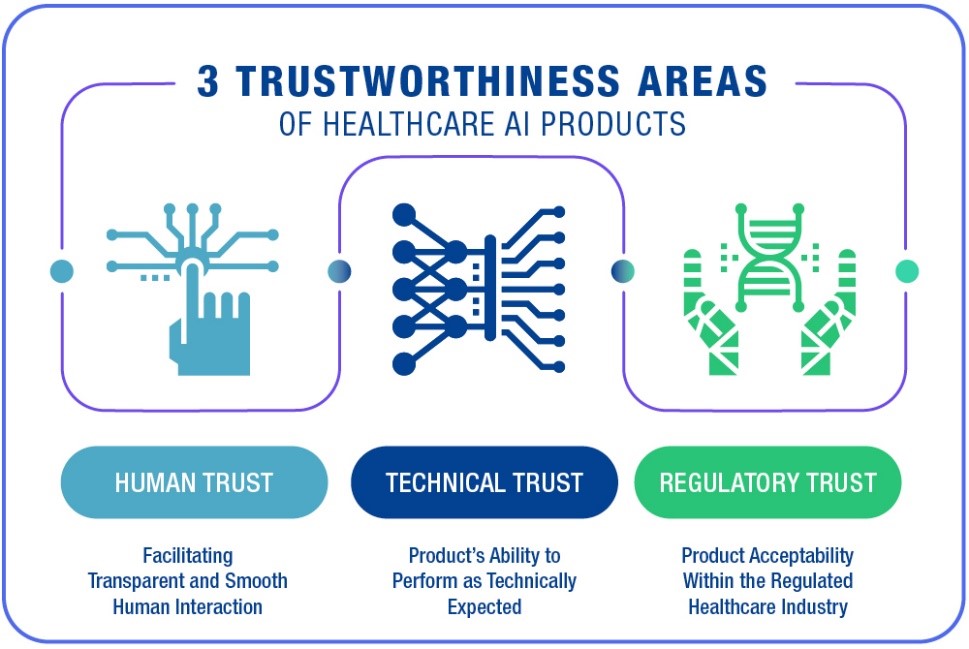 3 TRUSTWORTHINESS AREAS
OF HEALTHCARE AI PRODUCTS
HUMAN TRUST
Facilitating
Transparent and Smooth
Human Interaction
TECHNICAL TRUST
Product’s Ability to
Perform as Technically
Expected
REGULATORY TRUST
Product Acceptability
Within the Regulated
Healthcare Industry